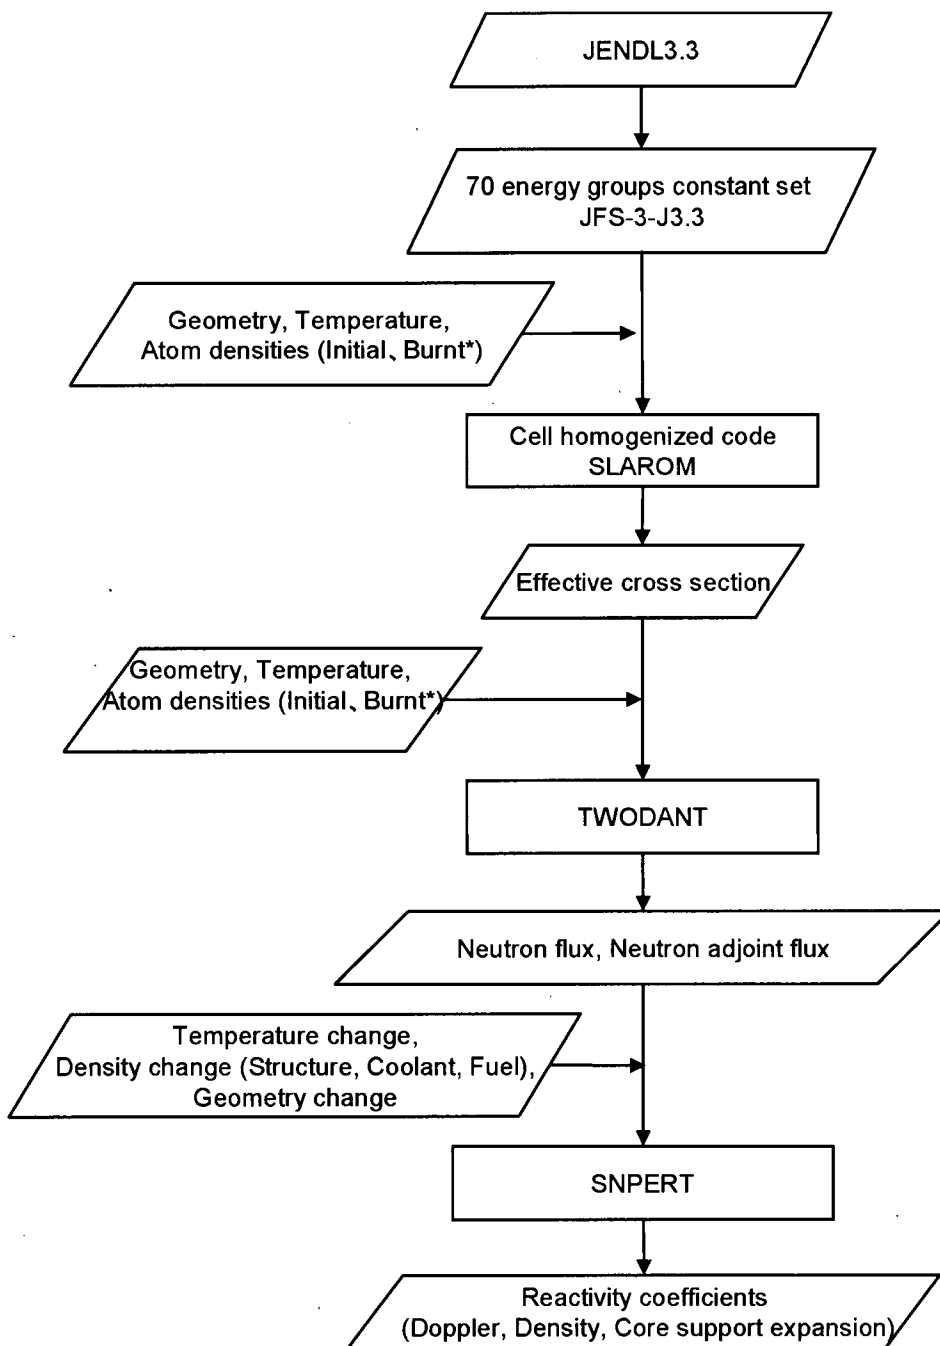 JENDL3.3
70 energy groups constant set
JFS-3-J3.3
Geometry, Temperature,
Atom densities (Initial、Burnt*)
Cell homogenized code
SLAROM
Effective cross section
Geometry, Temperature,
Atom densities (Initial、Burnt*)
TWODANT
Neutron flux, Neutron adjoint flux
Temperature change,
Density change (Structure, Coolant, Fuel),
Geometry change
SNPERT
Reactivity coefficients
(Doppler, Density, Core support expansion)